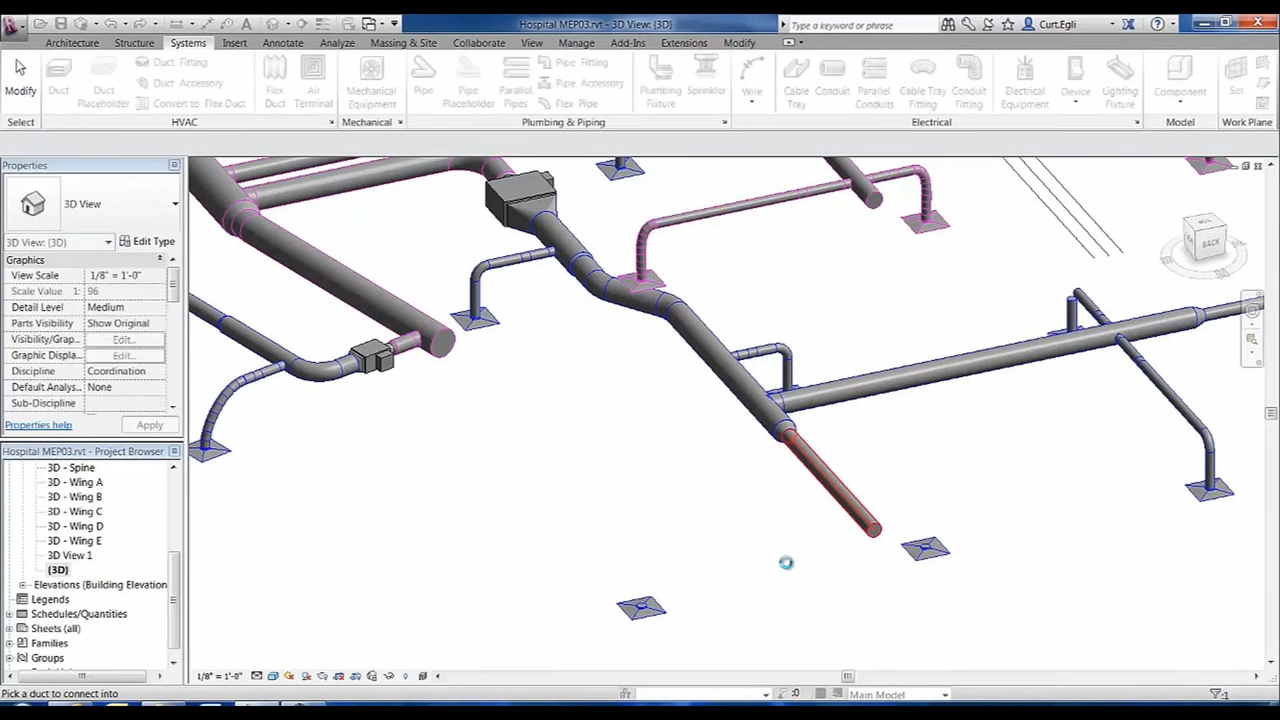 Hospital MEP03.rvt - 3D View: {3D}
Type a keyword or phrase
Curt.Egli
Architecture Structure Systems Insert Annotate Analyze Massing & Site Collaborate View Manage Add-Ins Extensions Modify
Modify
Select
Duct
Duct Placeholder
Duct Fitting
Duct Accessory
Convert to Flex Duct
Flex Duct
Air Terminal
HVAC
Mechanical Equipment
Mechanical
Pipe
Pipe Placeholder
Parallel Pipes
Pipe Fitting
Pipe Accessory
Flex Pipe
Plumbing Fixture
Sprinkler
Plumbing & Piping
Wire
Cable Tray
Conduit
Parallel Conduits
Cable Tray Fitting
Conduit Fitting
Electrical Equipment
Device
Lighting Fixture
Electrical
Component
Model
Set
Work Plane
Properties
3D View
3D View: {3D}
Edit Type
Graphics
View Scale 1/8" = 1'-0"
Scale Value 1: 96
Detail Level Medium
Parts Visibility Show Original
Visibility/Grap... Edit...
Graphic Displa... Edit...
Discipline Coordination
Default Analys... None
Sub-Discipline
Properties help
Apply
Hospital MEP03.rvt - Project Browser
3D - Spine
3D - Wing A
3D - Wing B
3D - Wing C
3D - Wing D
3D - Wing E
3D View 1
{3D}
Elevations (Building Elevation
Legends
Schedules/Quantities
Sheets (all)
Families
Groups
BACK
1/8" = 1'-0"
Pick a duct to connect into
:0
Main Model
:1